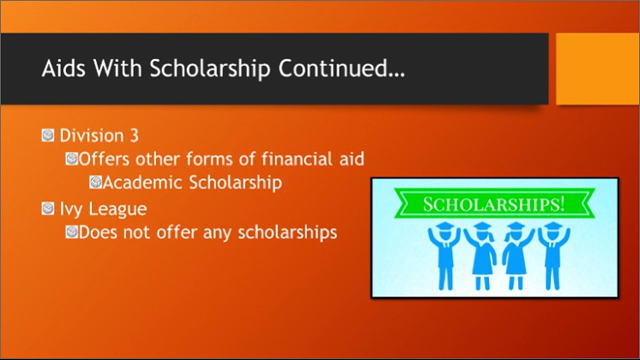 Aids With Scholarship Continued...
Division 3
Offers other forms of financial aid
Academic Scholarship
Ivy League
Does not offer any scholarships
SCHOLARSHIPS!